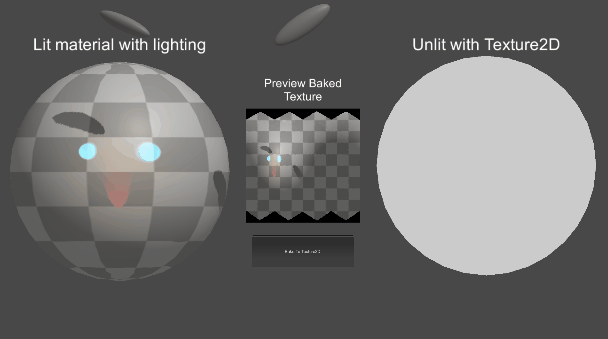 Lit material with lighting
Preview Baked
Texture
Unlit with Texture2D